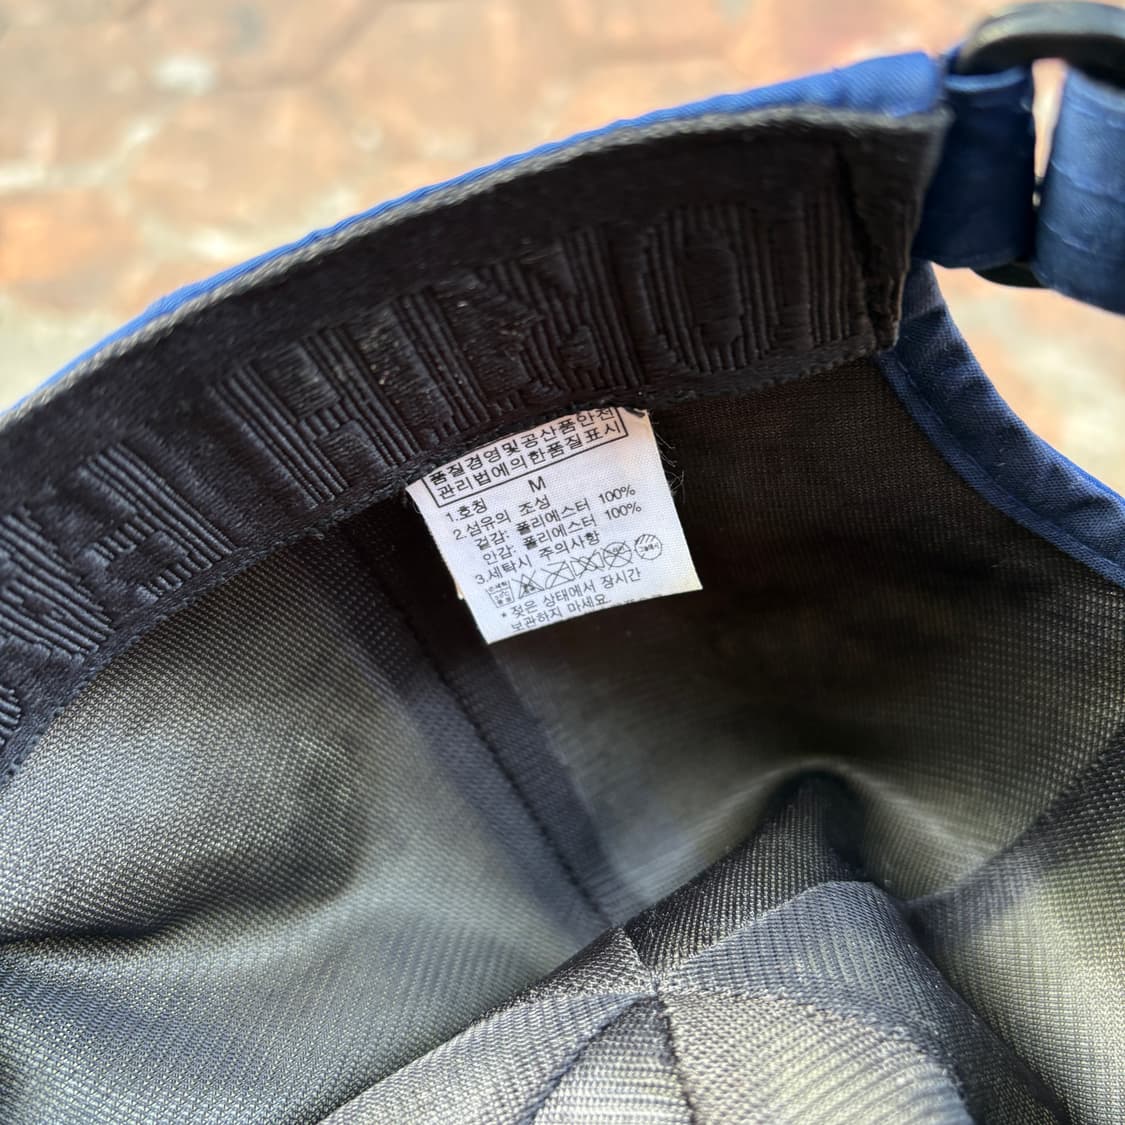 품질경영및공산품안전
관리법에의한품질표시
1.호칭 M
2.섬유의 조성
겉감: 폴리에스터 100%
안감: 폴리에스터 100%
3.세탁시 주의사항
* 젖은 상태에서 장시간
보관하지 마세요